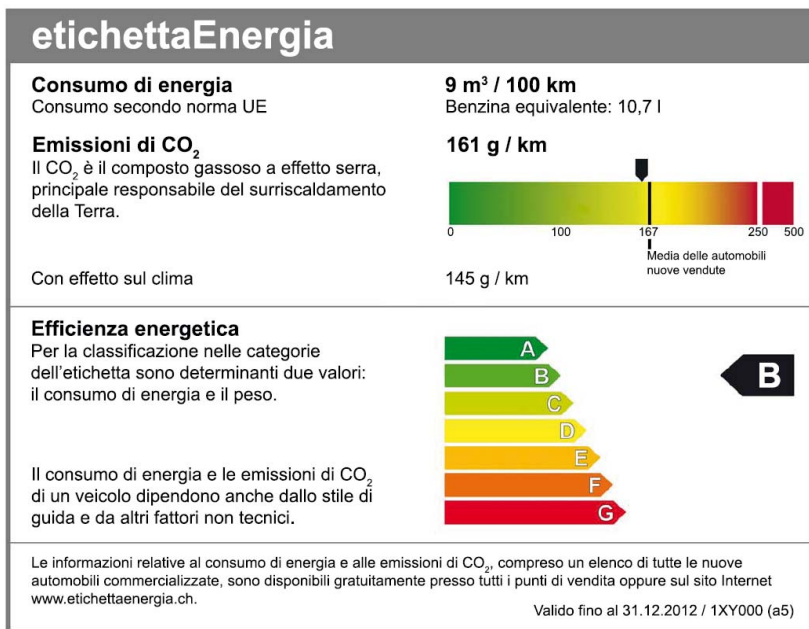 etichettaEnergia
Consumo di energia
9 m³ / 100 km
Consumo secondo norma UE
Benzina equivalente: 10,7 l
Emissioni di CO₂
161 g / km
Il CO₂ è il composto gassoso a effetto serra,
principale responsabile del surriscaldamento
della Terra.
0 100 167 250 500
Media delle automobili
nuove vendute
Con effetto sul clima
145 g / km
Efficienza energetica
Per la classificazione nelle categorie
dell'etichetta sono determinanti due valori:
il consumo di energia e il peso.
A
B
C
D
E
F
G
B
Il consumo di energia e le emissioni di CO₂
di un veicolo dipendono anche dallo stile di
guida e da altri fattori non tecnici.
Le informazioni relative al consumo di energia e alle emissioni di CO₂, compreso un elenco di tutte le nuove
automobili commercializzate, sono disponibili gratuitamente presso tutti i punti di vendita oppure sul sito Internet
www.etichettaenergia.ch.
Valido fino al 31.12.2012 / 1XY000 (a5)